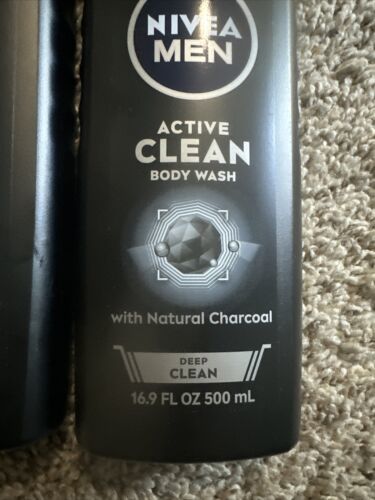 NIVEA
MEN
ACTIVE
CLEAN
BODY WASH
with Natural Charcoal
DEEP
CLEAN
16.9 FL OZ 500 mL